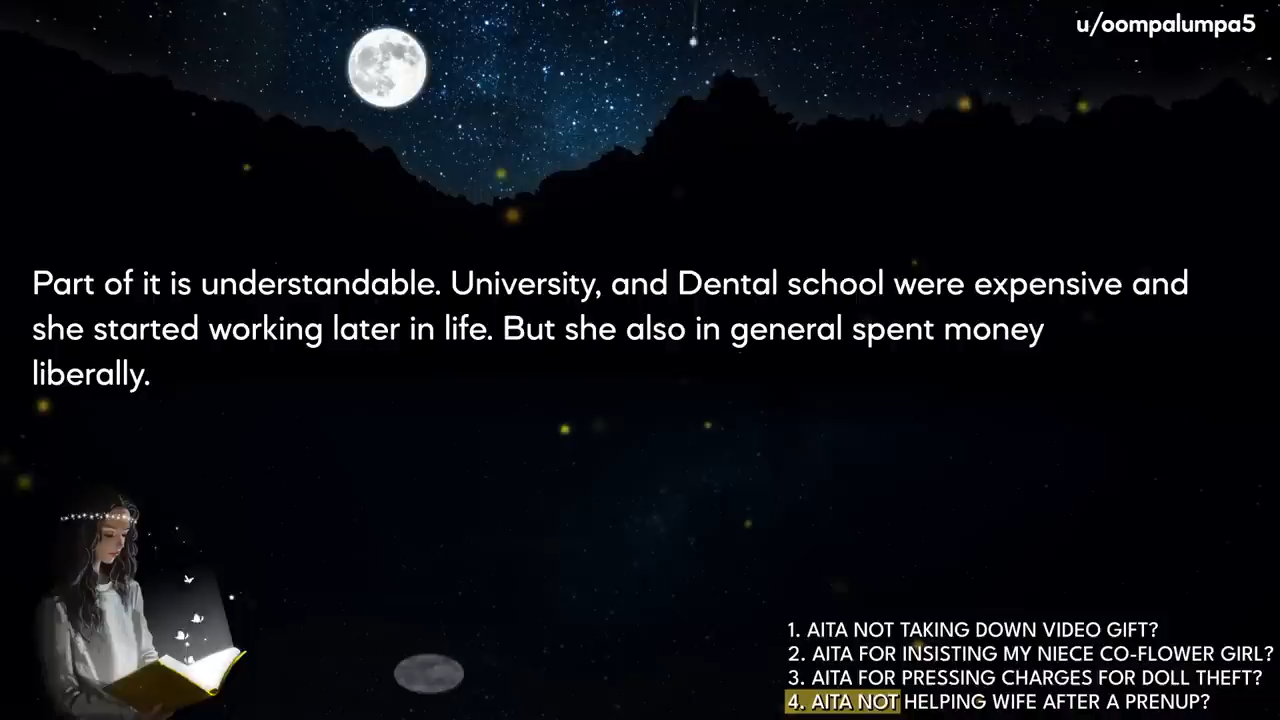 u/oompalumpa5
Part of it is understandable. University, and Dental school were expensive and
she started working later in life. But she also in general spent money
liberally.
1. AITA NOT TAKING DOWN VIDEO GIFT?
2. AITA FOR INSISTING MY NIECE CO-FLOWER GIRL?
3. AITA FOR PRESSING CHARGES FOR DOLL THEFT?
4. AITA NOT HELPING WIFE AFTER A PRENUP?